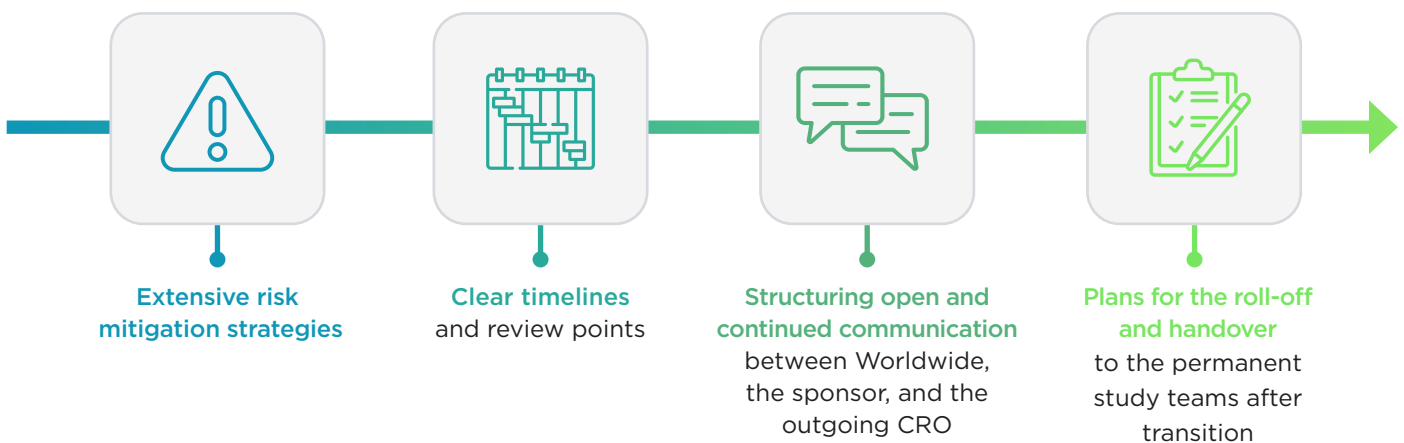 Extensive risk
mitigation strategies
Clear timelines
and review points
Structuring open and
continued communication
between Worldwide,
the sponsor, and the
outgoing CRO
Plans for the roll-off
and handover
to the permanent
study teams after
transition